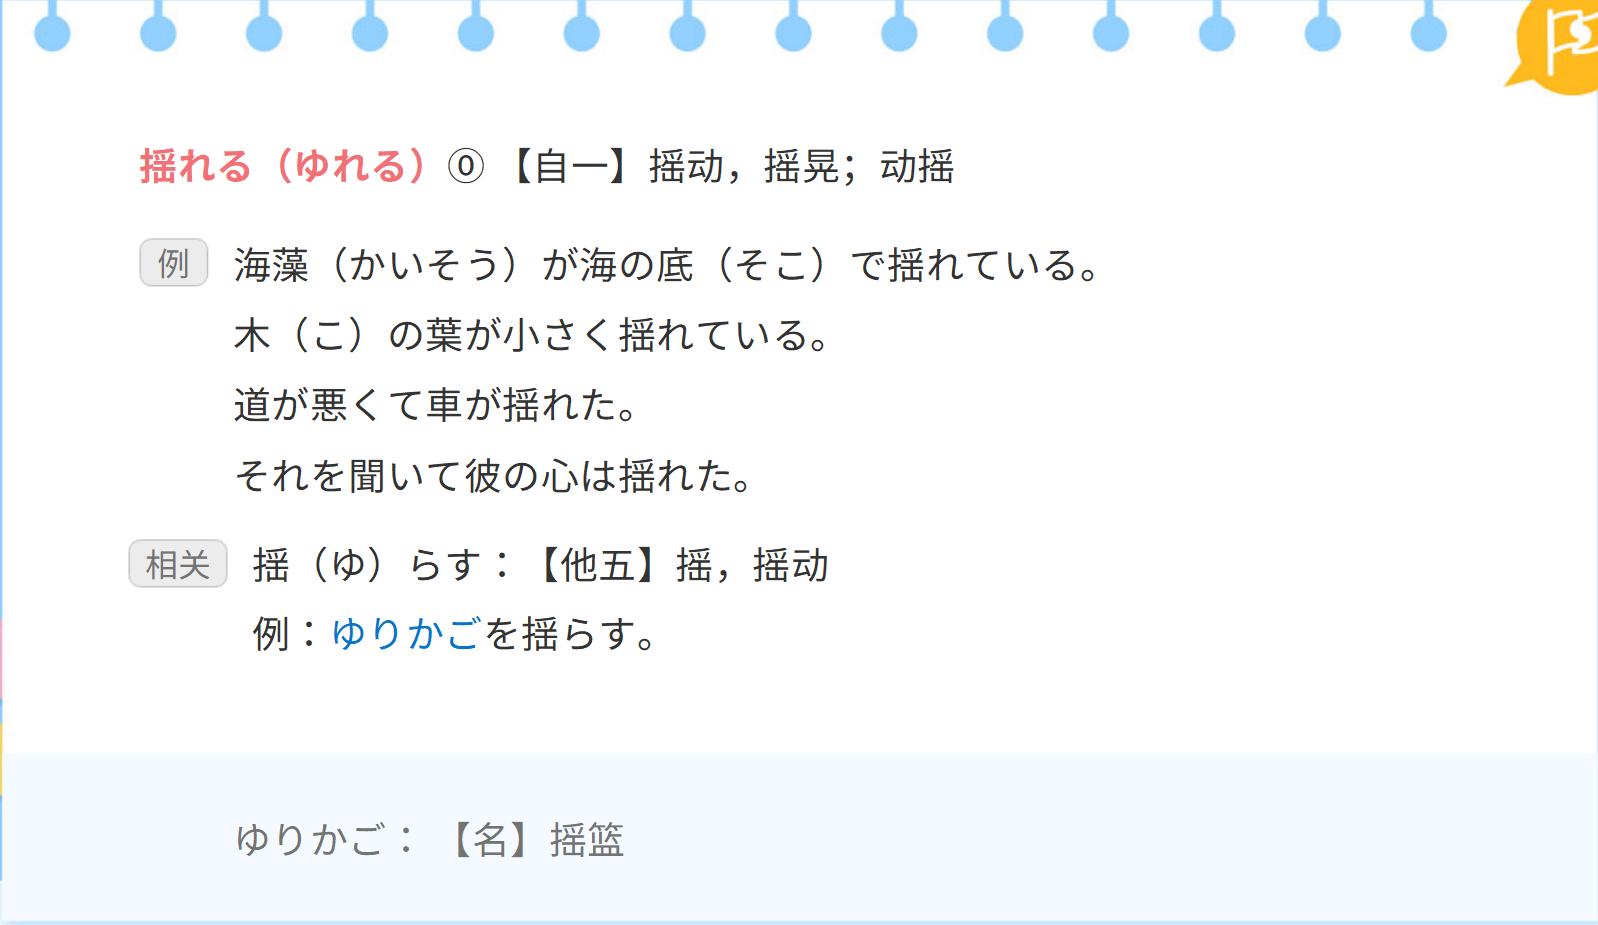 揺れる（ゆれる）⓪ 【自一】摇动，摇晃；动摇
例 海藻（かいそう）が海の底（そこ）で揺れている。
木（こ）の葉が小さく揺れている。
道が悪くて車が揺れた。
それを聞いて彼の心は揺れた。
相关 揺（ゆ）らす：【他五】摇，摇动
例：ゆりかごを揺らす。
ゆりかご：【名】摇篮